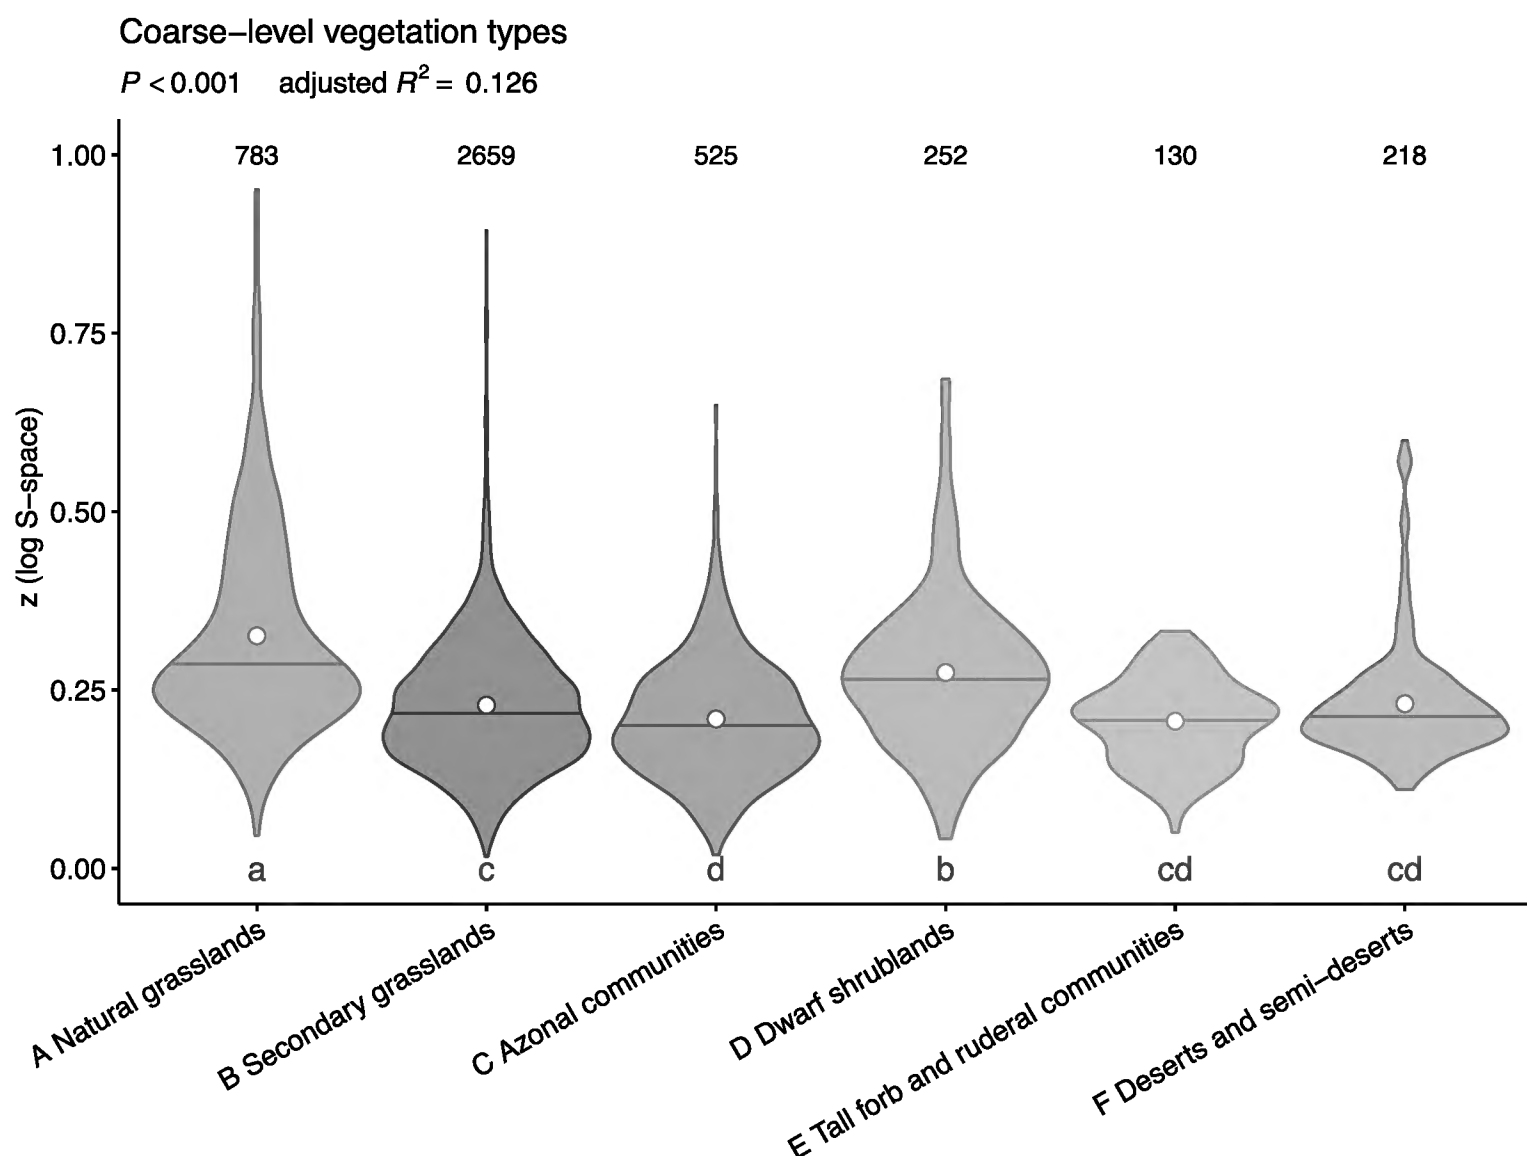 Coarse−level vegetation types
P < 0.001 adjusted R² = 0.126
783 2659 525 252 130 218
1.00
0.75
0.50
0.25
0.00
z (log S−space)
a c d b cd cd
A Natural grasslands
B Secondary grasslands
C Azonal communities
D Dwarf shrublands
E Tall forb and ruderal communities
F Deserts and semi−deserts